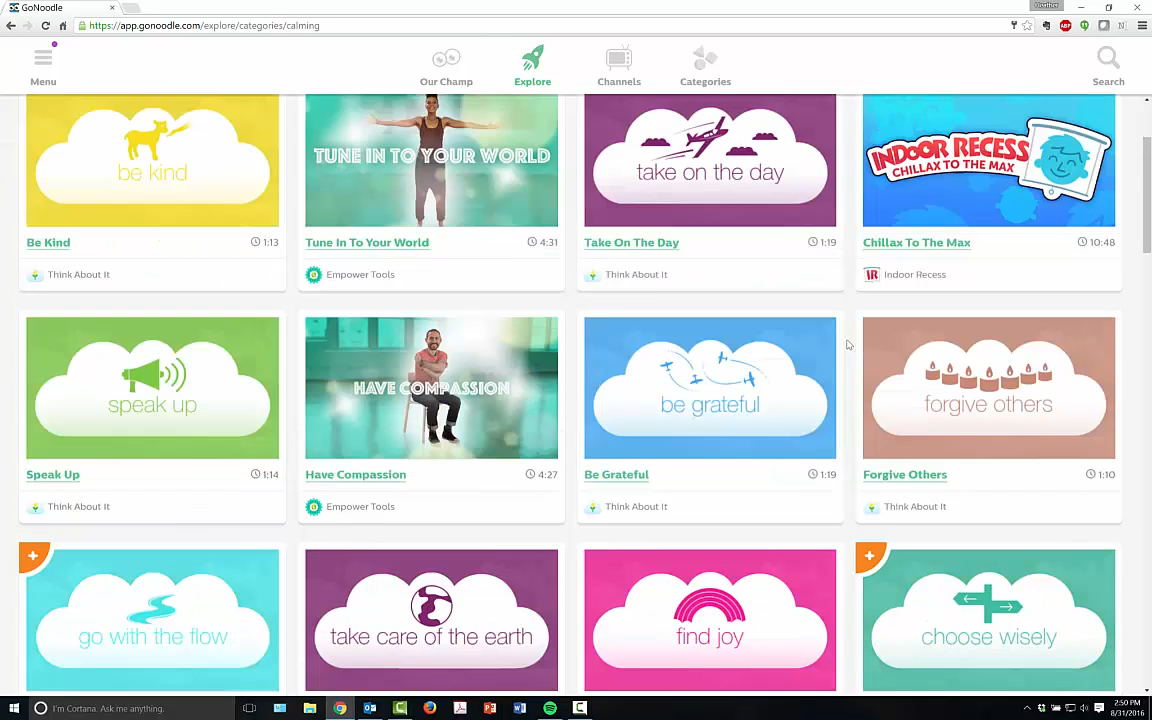 GoNoodle
Heather
https://app.gonoodle.com/explore/categories/calming
ABP
Menu
Our Champ
Explore
Channels
Categories
Search
be kind
TUNE IN TO YOUR WORLD
take on the day
INDOOR RECESS
CHILLAX TO THE MAX
Be Kind 1:13
Tune In To Your World 4:31
Take On The Day 1:19
Chillax To The Max 10:48
Think About It
Empower Tools
Think About It
IR Indoor Recess
speak up
HAVE COMPASSION
be grateful
forgive others
Speak Up 1:14
Have Compassion 4:27
Be Grateful 1:19
Forgive Others 1:10
Think About It
Empower Tools
Think About It
Think About It
go with the flow
take care of the earth
find joy
choose wisely
I'm Cortana. Ask me anything.
2:50 PM
8/31/2016